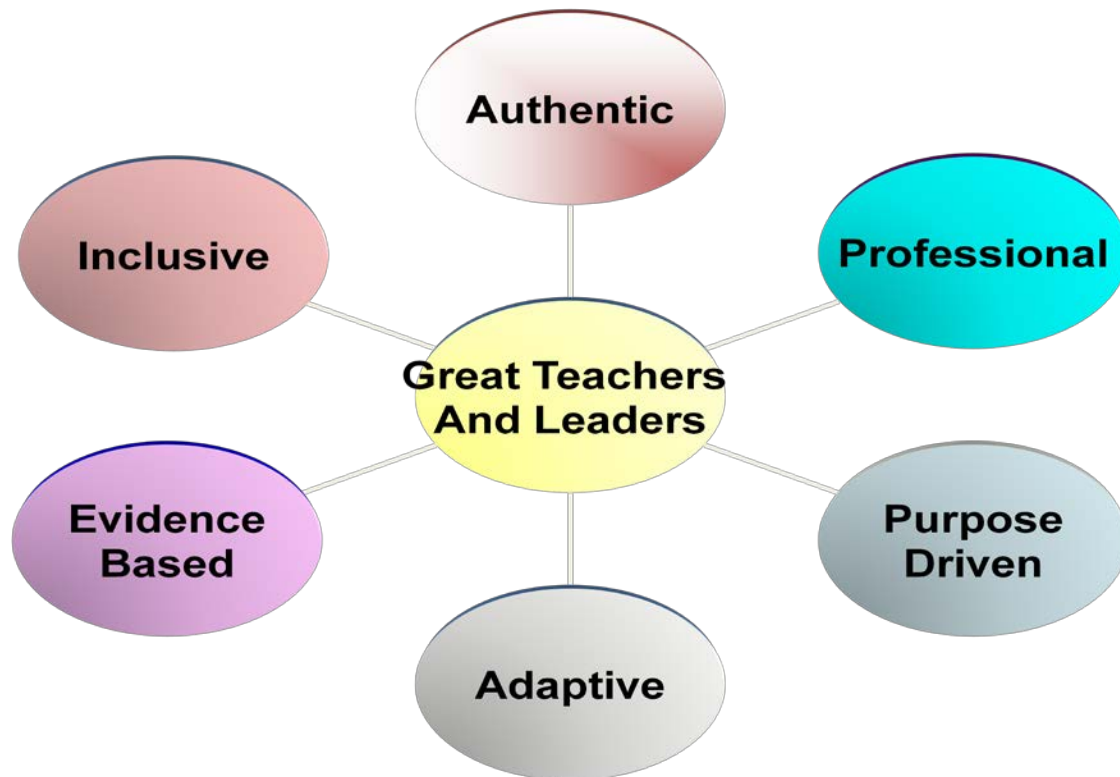 Authentic
Inclusive
Professional
Great Teachers
And Leaders
Evidence
Based
Purpose
Driven
Adaptive